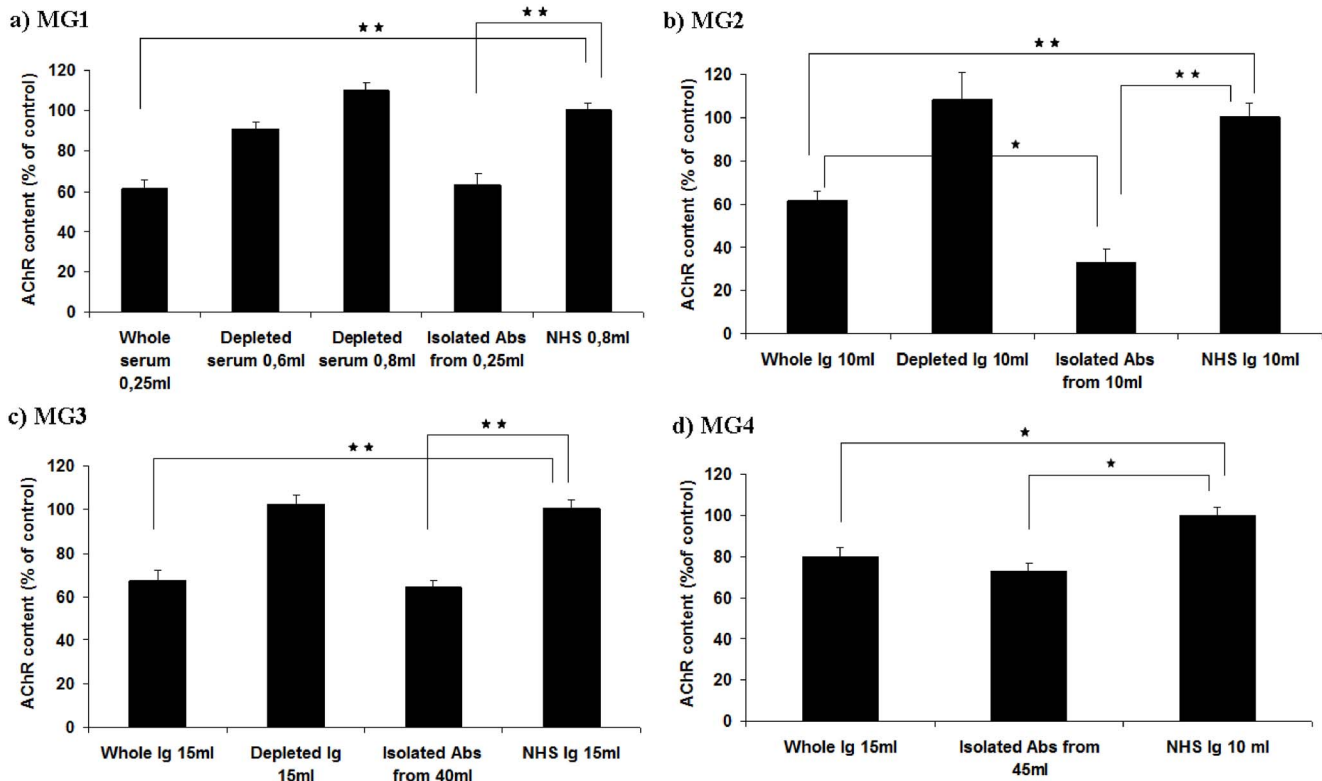 a) MG1
★ ★
★ ★
AChR content (% of control)
120
100
80
60
40
20
0
Whole serum 0,25ml
Depleted serum 0,6ml
Depleted serum 0,8ml
Isolated Abs from 0,25ml
NHS 0,8ml
b) MG2
★ ★
★ ★
★
AChR content (% of control)
120
100
80
60
40
20
0
Whole Ig 10ml
Depleted Ig 10ml
Isolated Abs from 10ml
NHS Ig 10ml
c) MG3
★ ★
★ ★
AChR content (% of control)
120
100
80
60
40
20
0
Whole Ig 15ml
Depleted Ig 15ml
Isolated Abs from 40ml
NHS Ig 15ml
d) MG4
★
★
AChR content (%of control)
120
100
80
60
40
20
0
Whole Ig 15ml
Isolated Abs from 45ml
NHS Ig 10 ml